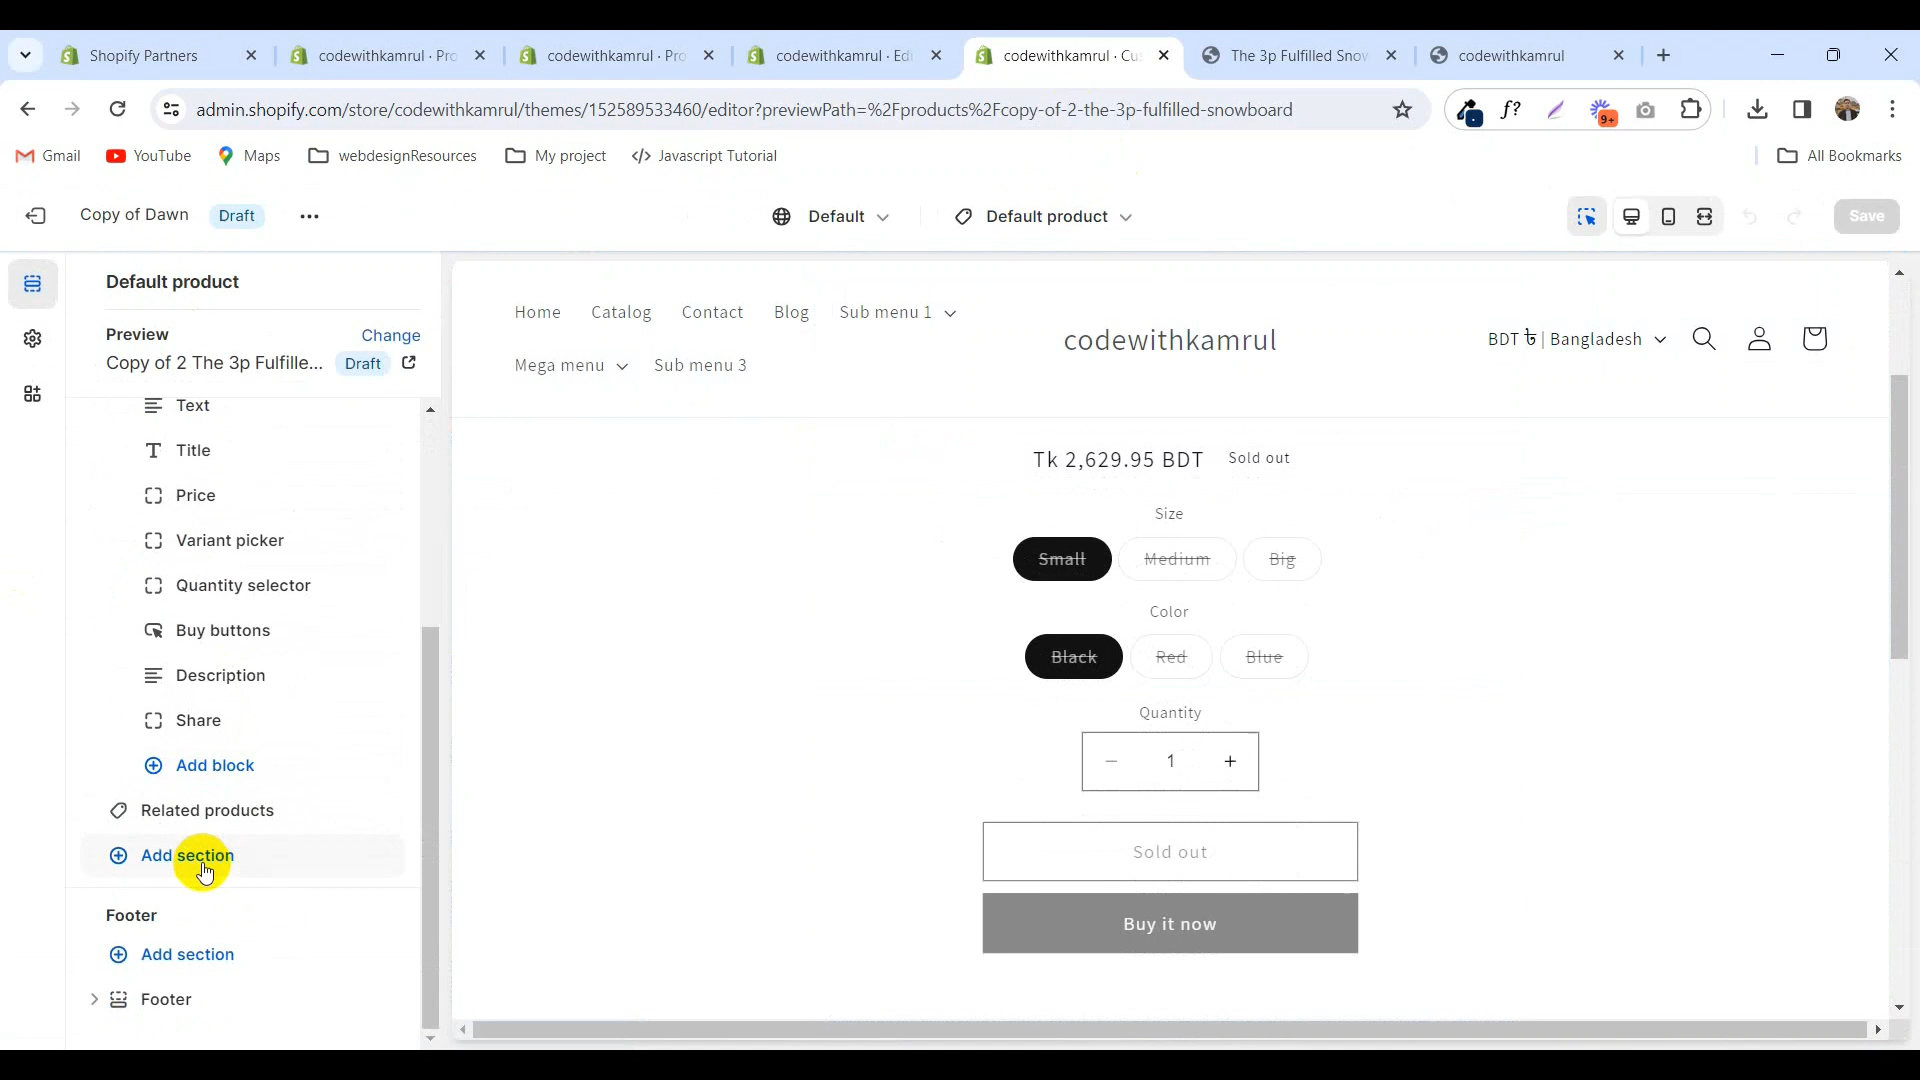 Shopify Partners
codewithkamrul · Pro
codewithkamrul · Pro
codewithkamrul · Edi
codewithkamrul · Cu
The 3p Fulfilled Snow
codewithkamrul
admin.shopify.com/store/codewithkamrul/themes/152589533460/editor?previewPath=%2Fproducts%2Fcopy-of-2-the-3p-fulfilled-snowboard
f?
9+
Gmail
YouTube
Maps
webdesignResources
My project
Javascript Tutorial
All Bookmarks
Copy of Dawn
Draft
Default
Default product
Save
Default product
Preview
Change
Copy of 2 The 3p Fulfille...
Draft
Text
Title
Price
Variant picker
Quantity selector
Buy buttons
Description
Share
Add block
Related products
Add section
Footer
Add section
Footer
Home
Catalog
Contact
Blog
Sub menu 1
Mega menu
Sub menu 3
codewithkamrul
BDT ৳ | Bangladesh
Tk 2,629.95 BDT
Sold out
Size
Small
Medium
Big
Color
Black
Red
Blue
Quantity
− 1 +
Sold out
Buy it now